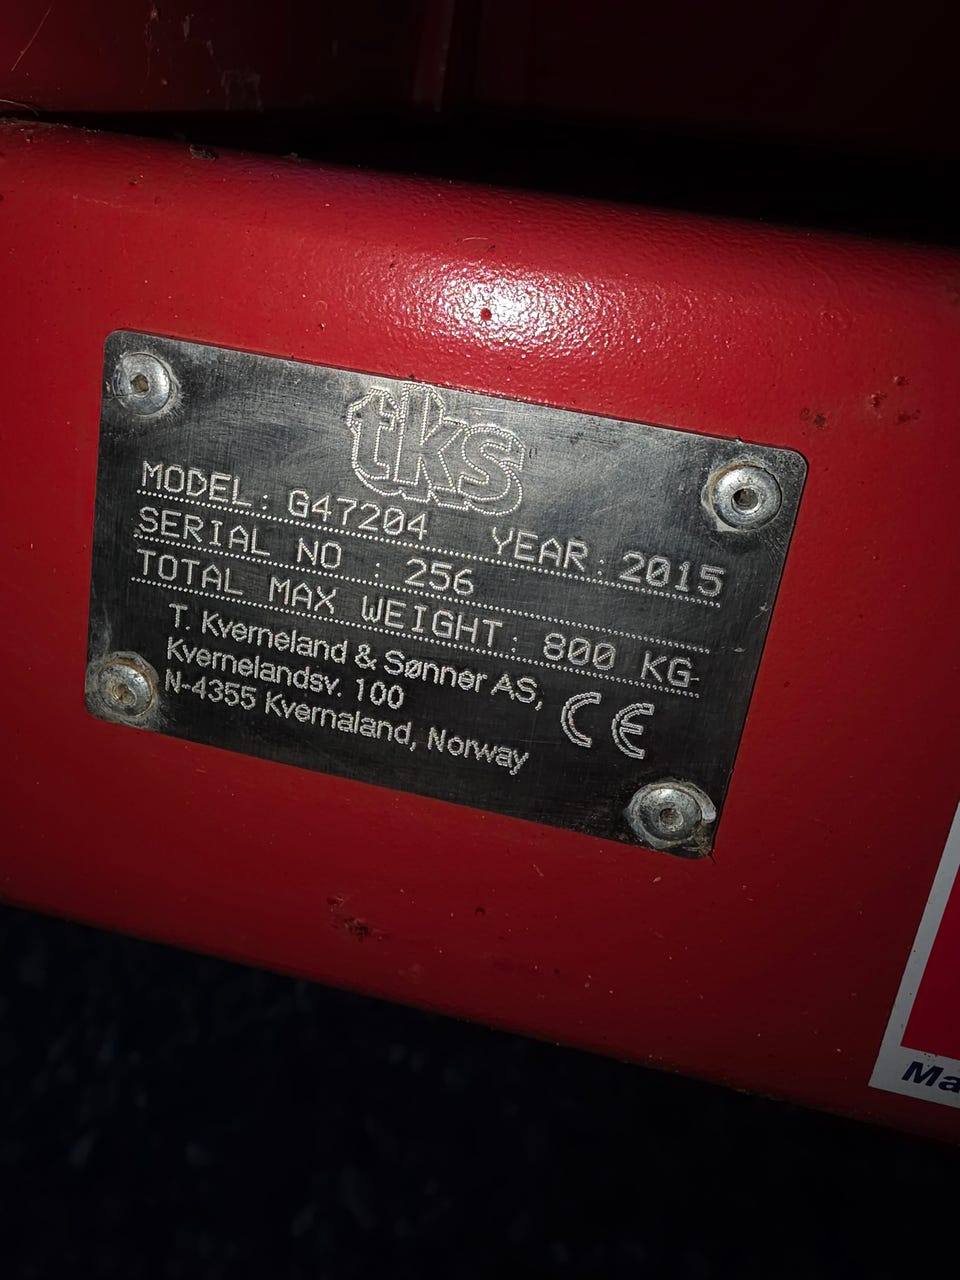 tks
MODEL: G47204 YEAR: 2015
SERIAL NO : 256
TOTAL MAX WEIGHT: 800 KG
T. Kverneland & Sønner AS,
Kvernelandsv. 100
N-4355 Kvernaland, Norway
CE